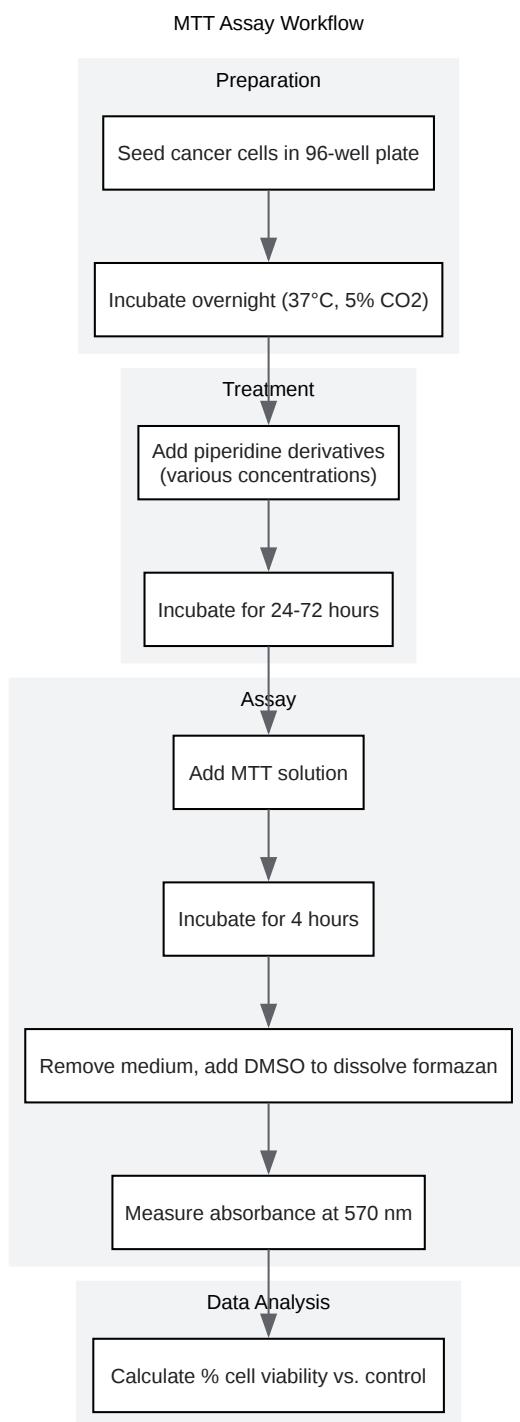 MTT Assay Workflow
Preparation
Seed cancer cells in 96-well plate
Incubate overnight (37°C, 5% CO2)
Treatment
Add piperidine derivatives
(various concentrations)
Incubate for 24-72 hours
Assay
Add MTT solution
Incubate for 4 hours
Remove medium, add DMSO to dissolve formazan
Measure absorbance at 570 nm
Data Analysis
Calculate % cell viability vs. control